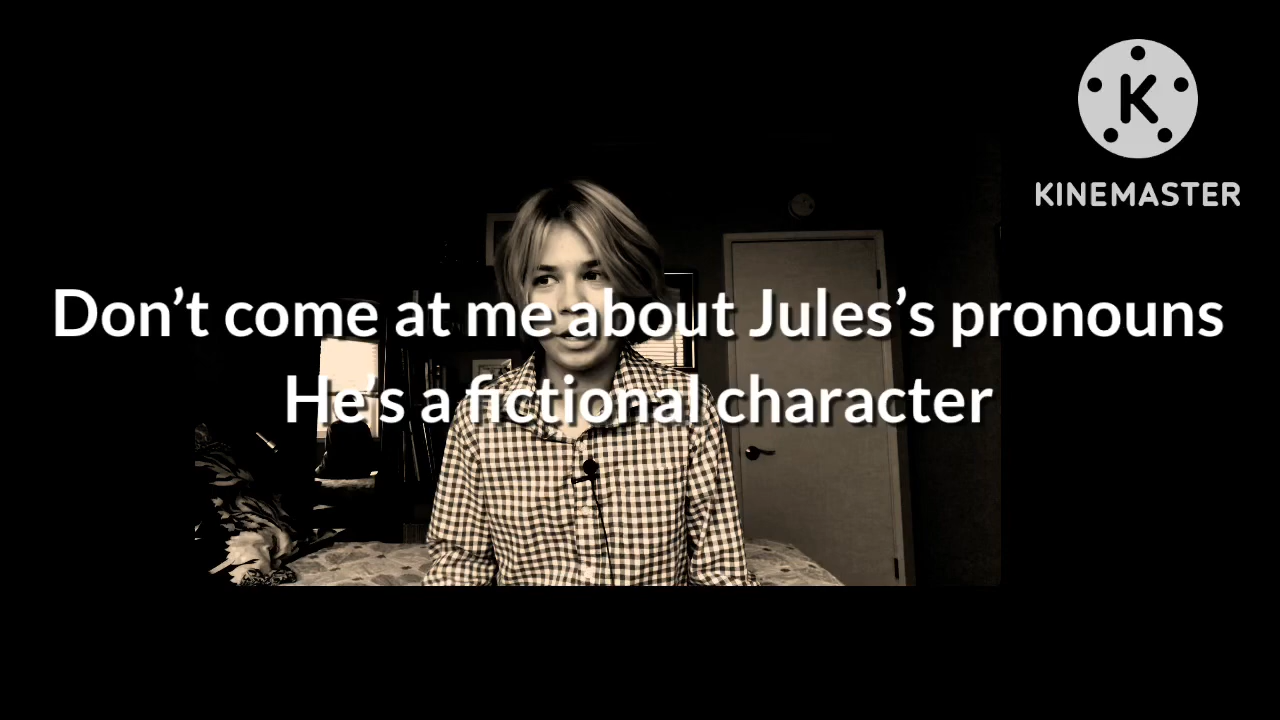 KINEMASTER
Don’t come at me about Jules’s pronouns
He’s a fictional character